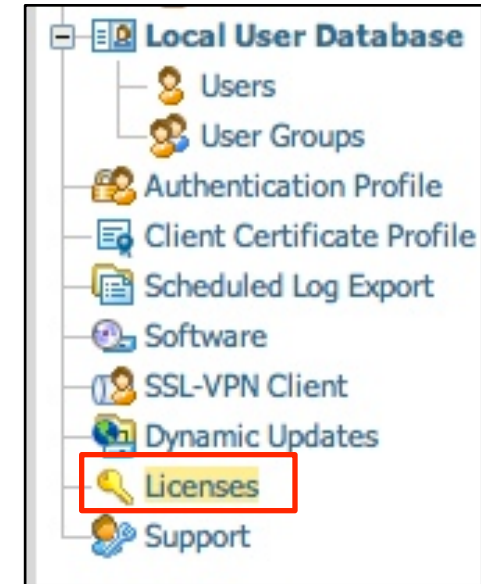 Local User Database
Users
User Groups
Authentication Profile
Client Certificate Profile
Scheduled Log Export
Software
SSL-VPN Client
Dynamic Updates
Licenses
Support